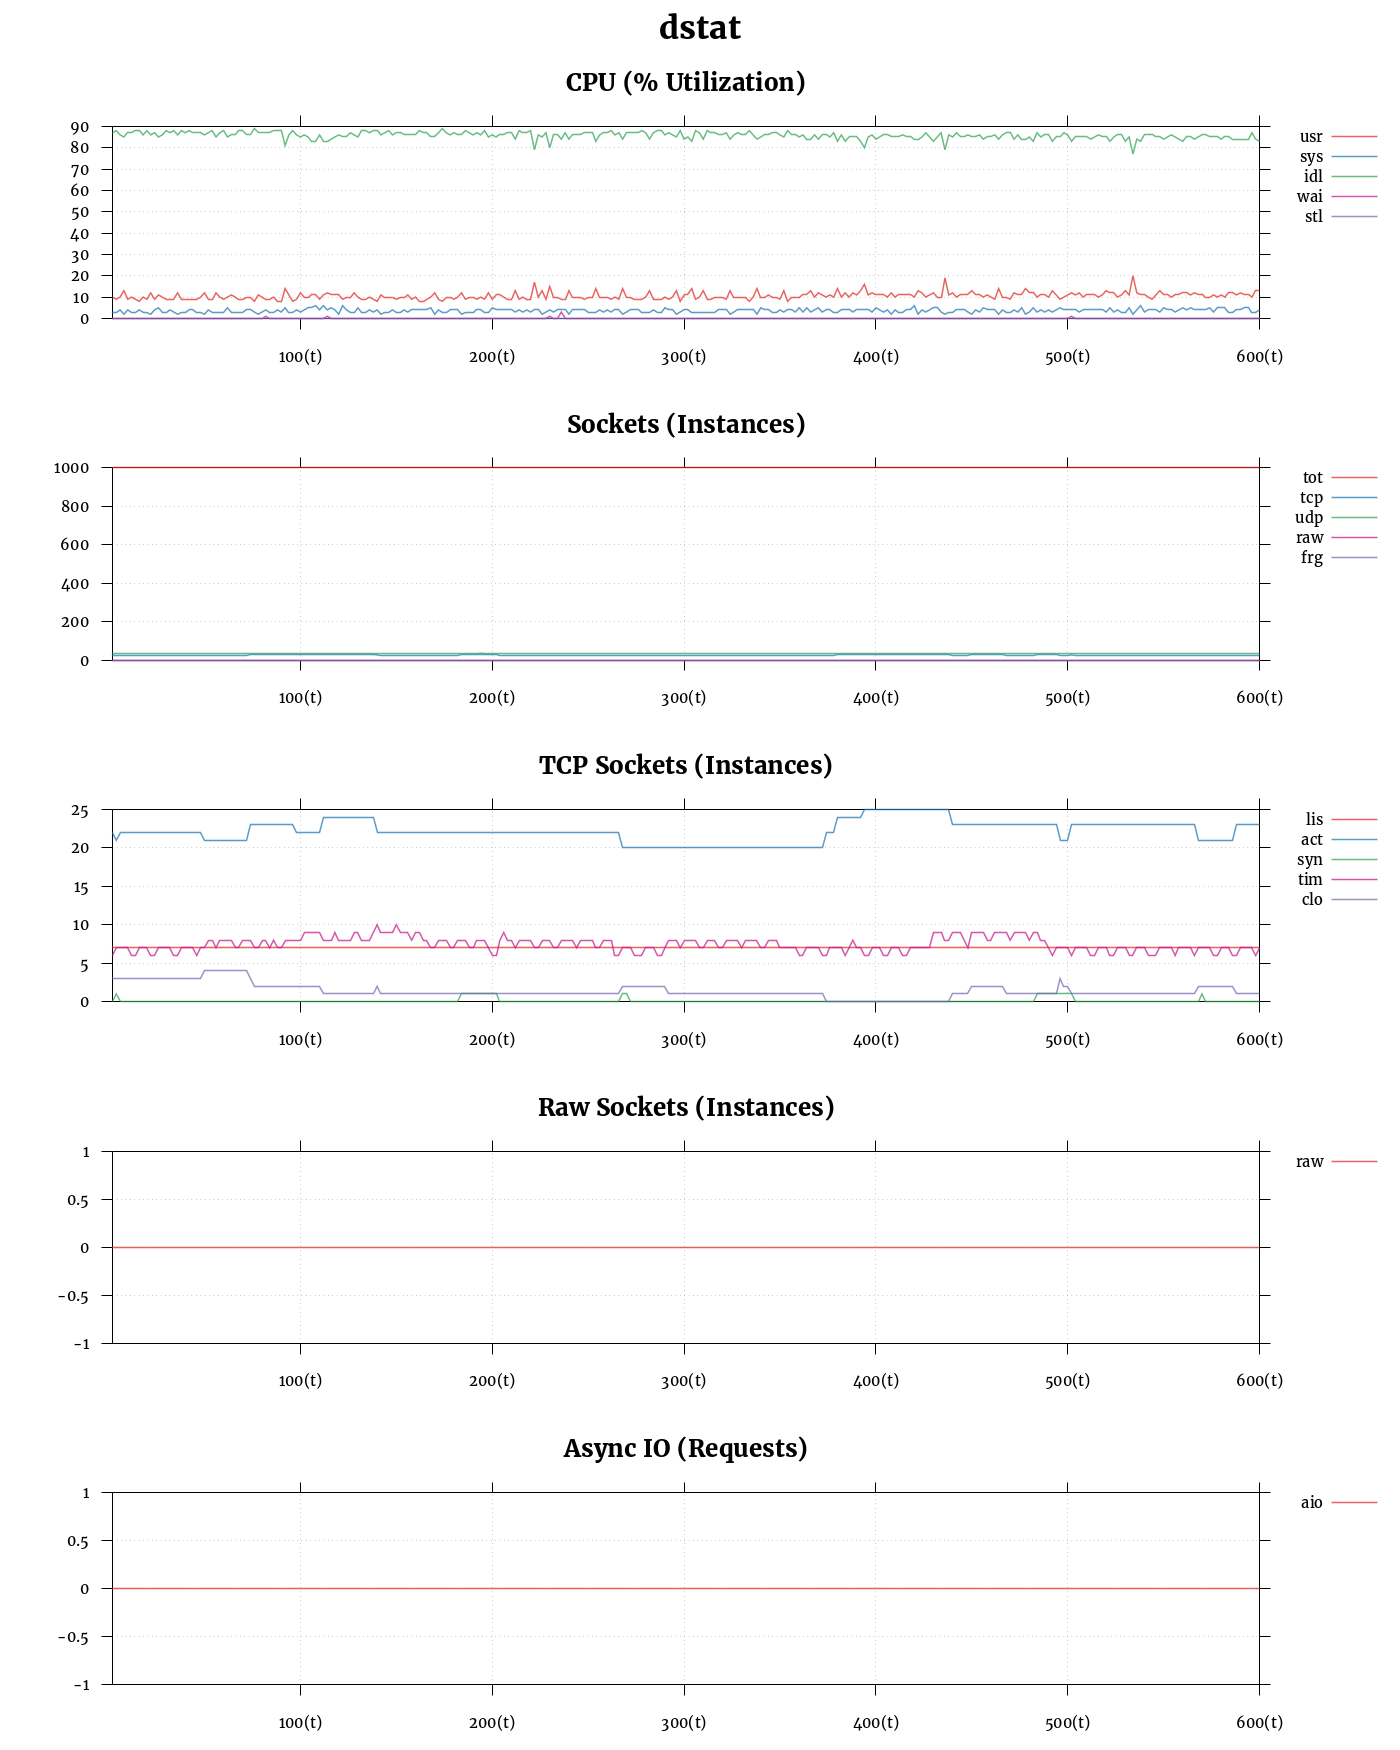 dstat
CPU (% Utilization)
90
80
70
60
50
40
30
20
10
0
usr
sys
idl
wai
stl
100(t) 200(t) 300(t) 400(t) 500(t) 600(t)
Sockets (Instances)
1000
800
600
400
200
0
tot
tcp
udp
raw
frg
100(t) 200(t) 300(t) 400(t) 500(t) 600(t)
TCP Sockets (Instances)
25
20
15
10
5
0
lis
act
syn
tim
clo
100(t) 200(t) 300(t) 400(t) 500(t) 600(t)
Raw Sockets (Instances)
1
0.5
0
-0.5
-1
raw
100(t) 200(t) 300(t) 400(t) 500(t) 600(t)
Async IO (Requests)
1
0.5
0
-0.5
-1
aio
100(t) 200(t) 300(t) 400(t) 500(t) 600(t)